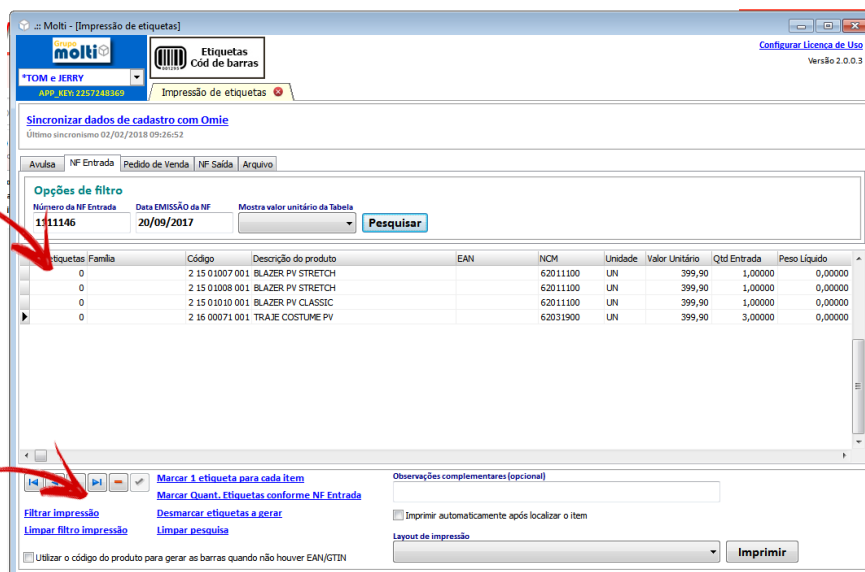 .:: Molti - [Impressão de etiquetas]
Grupo
molti
Etiquetas
Cód de barras
Configurar Licença de Uso
Versão 2.0.0.3
*TOM e JERRY
APP_KEY: 2257248369
Impressão de etiquetas
Sincronizar dados de cadastro com Omie
Último sincronismo 02/02/2018 09:26:52
Avulsa NF Entrada Pedido de Venda NF Saída Arquivo
Opções de filtro
Número da NF Entrada Data EMISSÃO da NF Mostra valor unitário da Tabela
1111146 20/09/2017 Pesquisar
etiquetas Família Código Descrição do produto EAN NCM Unidade Valor Unitário Qtd Entrada Peso Líquido
0 2 15 01007 001 BLAZER PV STRETCH 62011100 UN 399,90 1,00000 0,00000
0 2 15 01008 001 BLAZER PV STRETCH 62011100 UN 399,90 1,00000 0,00000
0 2 15 01010 001 BLAZER PV CLASSIC 62011100 UN 399,90 1,00000 0,00000
0 2 16 00071 001 TRAJE COSTUME PV 62031900 UN 399,90 3,00000 0,00000
Marcar 1 etiqueta para cada item
Marcar Quant. Etiquetas conforme NF Entrada
Filtrar impressão Desmarcar etiquetas a gerar
Limpar filtro impressão Limpar pesquisa
Utilizar o código do produto para gerar as barras quando não houver EAN/GTIN
Observações complementares (opcional)
Imprimir automaticamente após localizar o item
Layout de impressão
Imprimir